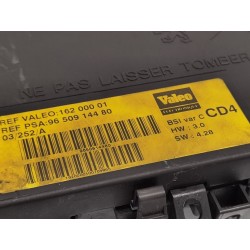 NE PAS LAISSER TOMBER
REF VALEO:162 000 01
REF PSA:96 509 144 80
03/252/A
Valeo
BSI var C CD4
HW : 3.0
SW : 4.28